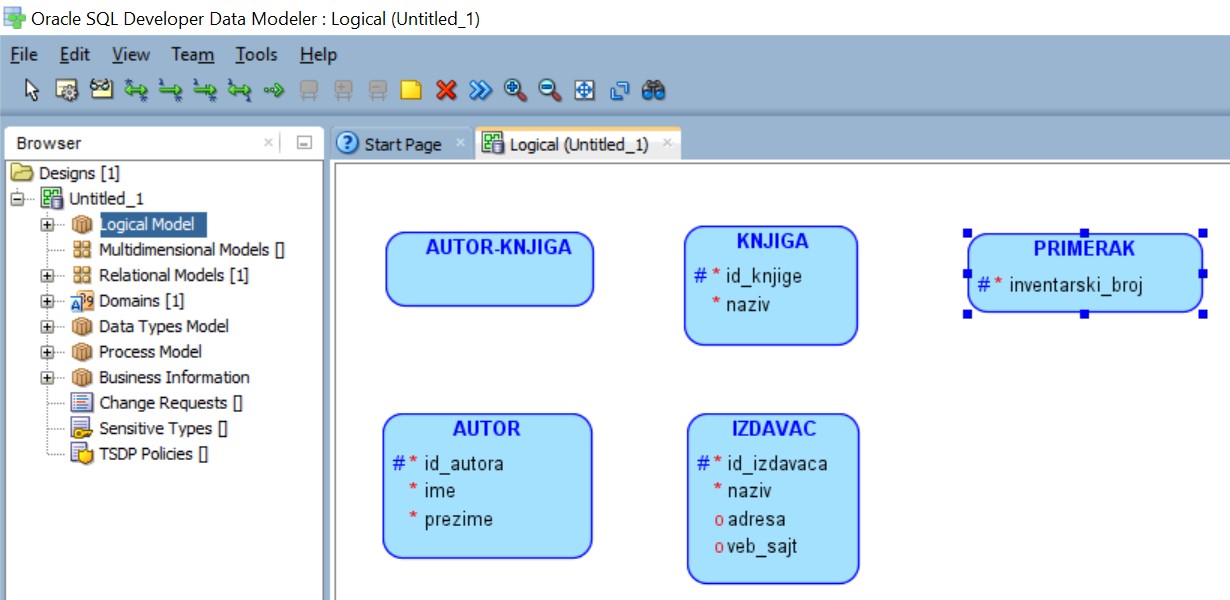 Oracle SQL Developer Data Modeler : Logical (Untitled_1)
File Edit View Team Tools Help
Browser
Start Page
Logical (Untitled_1)
Designs [1]
Untitled_1
Logical Model
Multidimensional Models []
Relational Models [1]
Domains [1]
Data Types Model
Process Model
Business Information
Change Requests []
Sensitive Types []
TSDP Policies []
AUTOR-KNJIGA
KNJIGA
# * id_knjige
* naziv
PRIMERAK
# * inventarski_broj
AUTOR
# * id_autora
* ime
* prezime
IZDAVAC
# * id_izdavaca
* naziv
o adresa
o veb_sajt